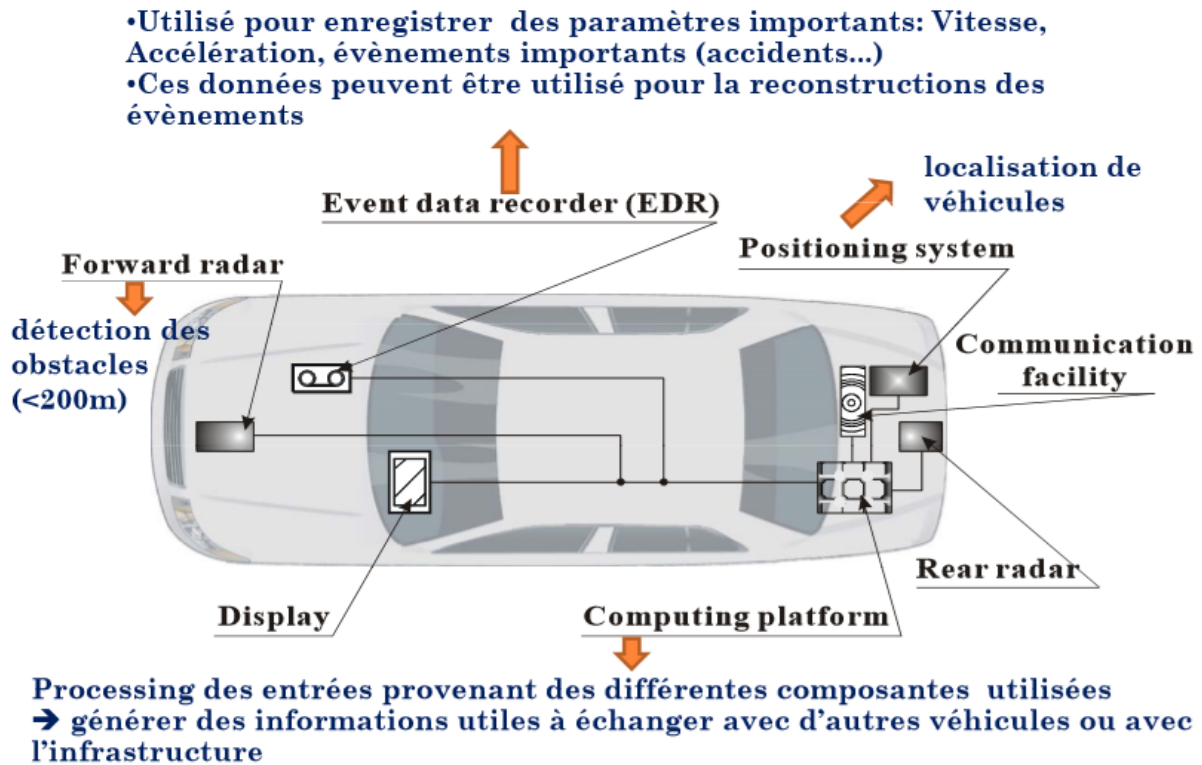 •Utilisé pour enregistrer des paramètres importants: Vitesse,
Accélération, évènements importants (accidents...)
•Ces données peuvent être utilisé pour la reconstructions des
évènements
localisation de
véhicules
Event data recorder (EDR)
Positioning system
Forward radar
détection des
obstacles
(<200m)
Communication
facility
Rear radar
Display
Computing platform
Processing des entrées provenant des différentes composantes utilisées
➔ générer des informations utiles à échanger avec d'autres véhicules ou avec
l'infrastructure